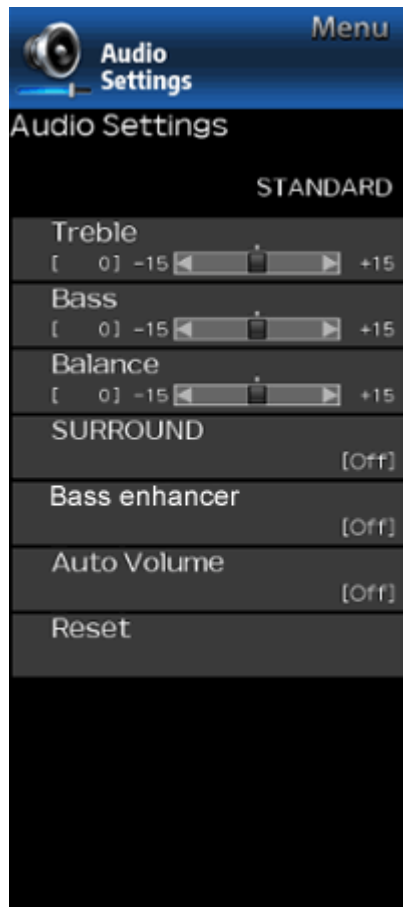 Menu
Audio
Settings
Audio Settings
STANDARD
Treble
[ 0] -15 +15
Bass
[ 0] -15 +15
Balance
[ 0] -15 +15
SURROUND
[Off]
Bass enhancer
[Off]
Auto Volume
[Off]
Reset